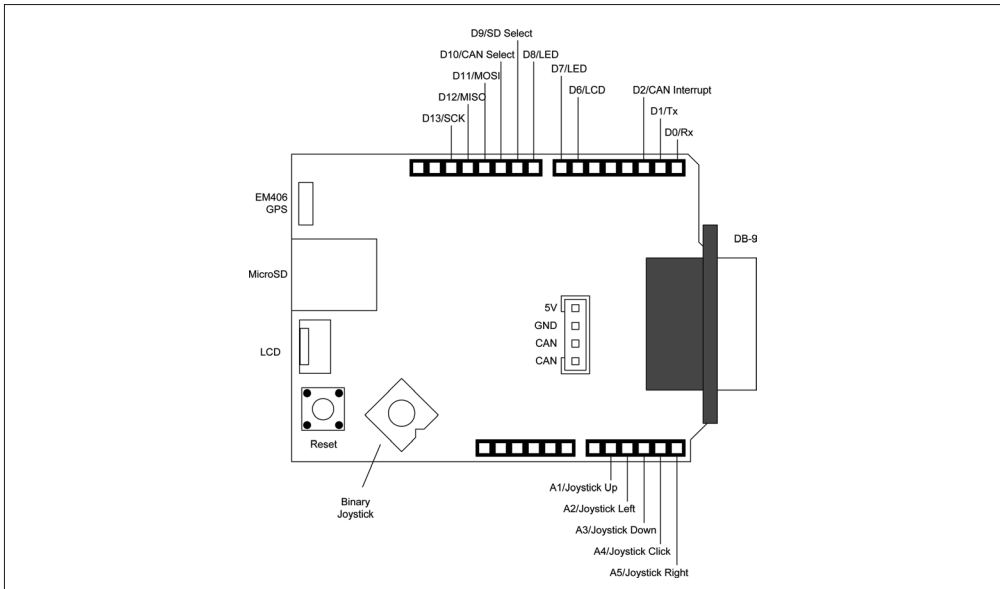 D9/SD Select
D10/CAN Select
D8/LED
D11/MOSI
D7/LED
D12/MISO
D6/LCD
D2/CAN Interrupt
D13/SCK
D1/Tx
D0/Rx
EM406
GPS
DB-9
MicroSD
5V
GND
CAN
CAN
LCD
Reset
Binary
Joystick
A1/Joystick Up
A2/Joystick Left
A3/Joystick Down
A4/Joystick Click
A5/Joystick Right